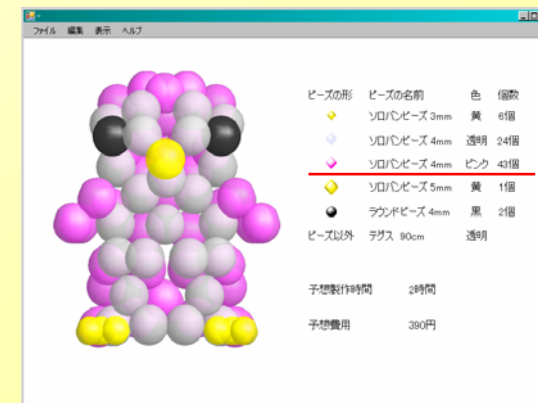 ファイル 編集 表示 ヘルプ
ビーズの形 ビーズの名前 色 個数
ソロバンビーズ 3mm 黄 6個
ソロバンビーズ 4mm 透明 24個
ソロバンビーズ 4mm ピンク 43個
ソロバンビーズ 5mm 黄 1個
ラウンドビーズ 4mm 黒 2個
ビーズ以外 テグス 90cm 透明
予想製作時間 2時間
予想費用 390円